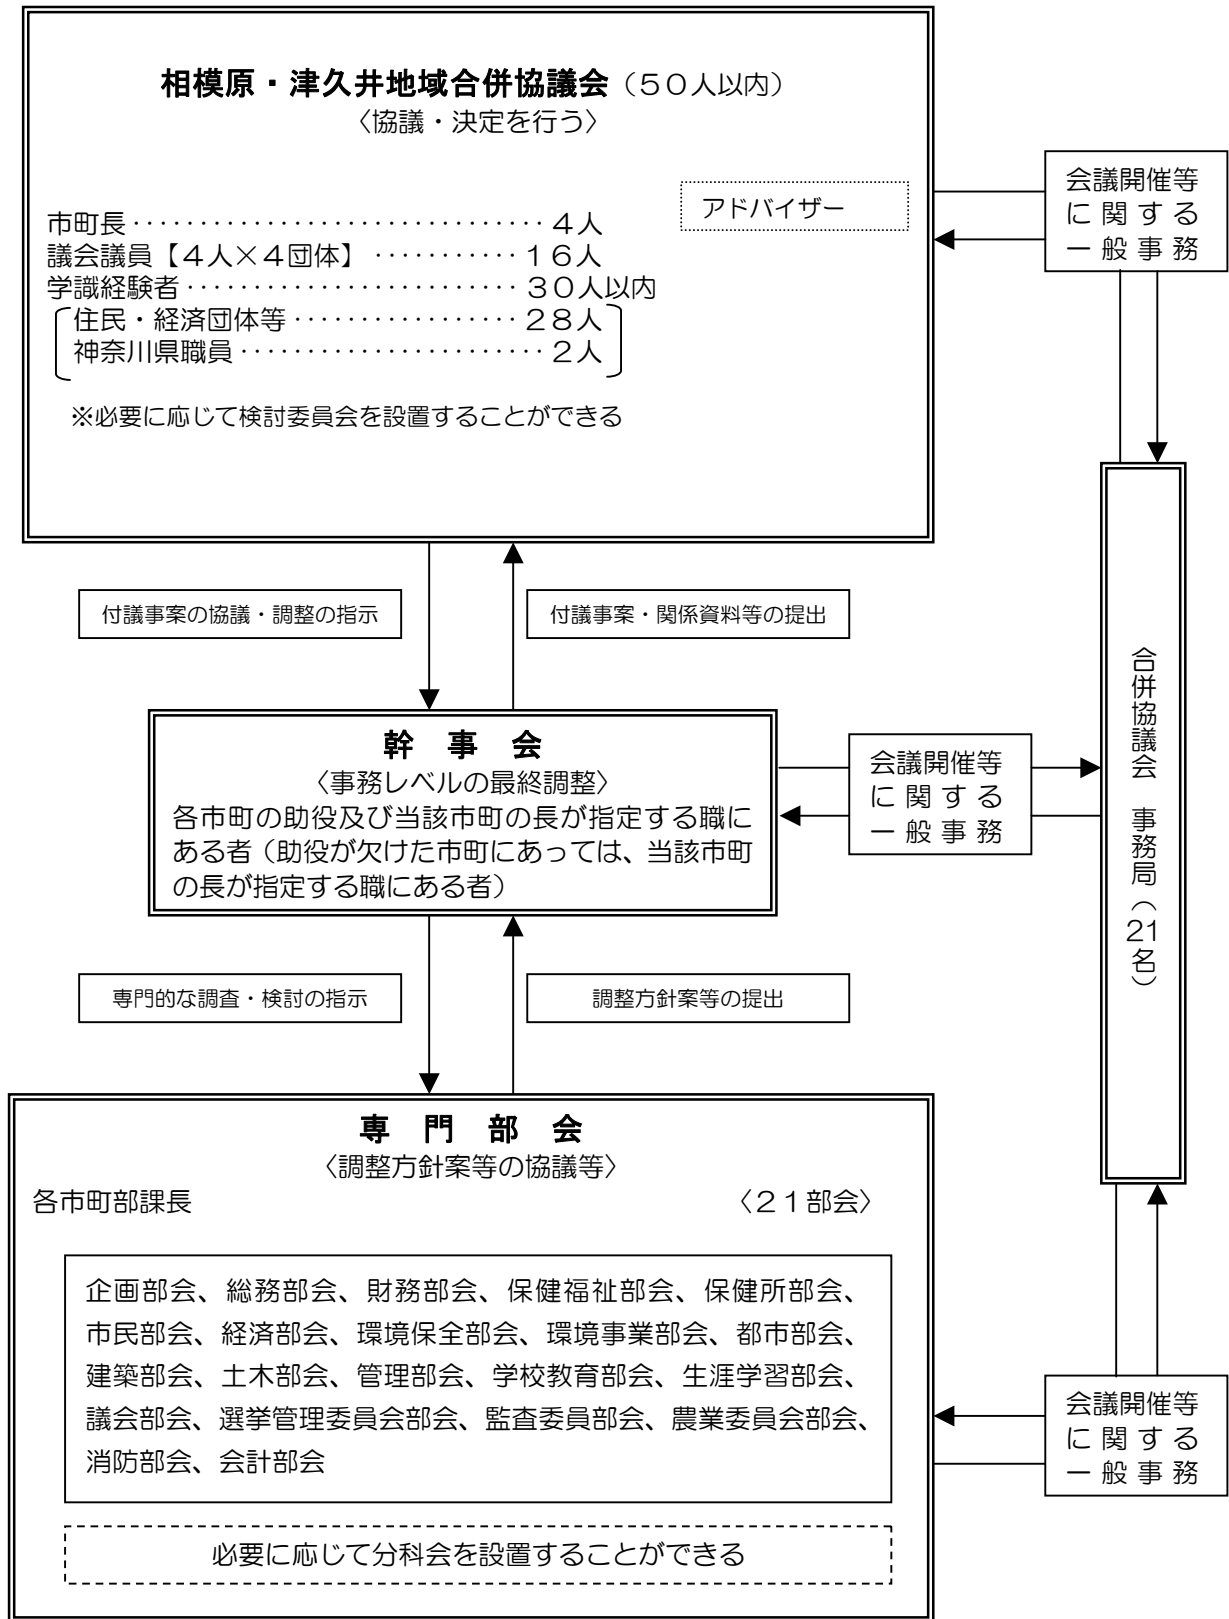 相模原・津久井地域合併協議会（５０人以内）
〈協議・決定を行う〉
アドバイザー
市町長‥‥‥‥‥‥‥‥‥‥‥‥‥‥‥４人
議会議員【４人×４団体】‥‥‥‥‥‥１６人
学識経験者‥‥‥‥‥‥‥‥‥‥‥‥３０人以内
住民・経済団体等‥‥‥‥‥‥‥‥‥２８人
神奈川県職員‥‥‥‥‥‥‥‥‥‥‥２人
※必要に応じて検討委員会を設置することができる
会議開催等
に関する
一般事務
付議事案の協議・調整の指示
付議事案・関係資料等の提出
合併協議会　事務局（21名）
幹　事　会
〈事務レベルの最終調整〉
各市町の助役及び当該市町の長が指定する職に
ある者（助役が欠けた市町にあっては、当該市町
の長が指定する職にある者）
会議開催等
に関する
一般事務
専門的な調査・検討の指示
調整方針案等の提出
専　門　部　会
〈調整方針案等の協議等〉
各市町部課長　〈２１部会〉
企画部会、総務部会、財務部会、保健福祉部会、保健所部会、
市民部会、経済部会、環境保全部会、環境事業部会、都市部会、
建築部会、土木部会、管理部会、学校教育部会、生涯学習部会、
議会部会、選挙管理委員会部会、監査委員部会、農業委員会部会、
消防部会、会計部会
必要に応じて分科会を設置することができる
会議開催等
に関する
一般事務